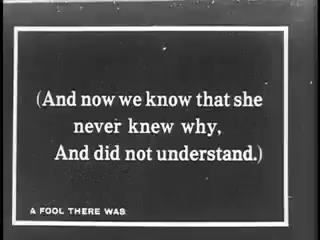 (And now we know that she
never knew why,
And did not understand.)
A FOOL THERE WAS